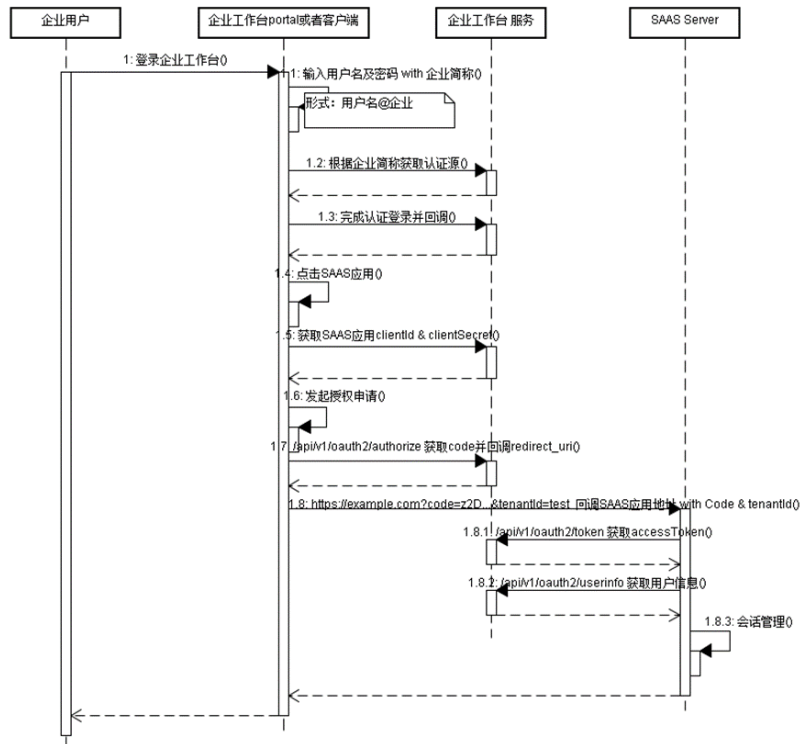 企业用户
企业工作台portal或者客户端
企业工作台 服务
SAAS Server
1: 登录企业工作台()
1: 输入用户名及密码 with 企业简称()
形式：用户名@企业
1.2: 根据企业简称获取认证源()
1.3: 完成认证登录并回调()
1.4: 点击SAAS应用()
1.5: 获取SAAS应用clientId & clientSecret()
1.6: 发起授权申请()
1.7: /api/v1/oauth2/authorize 获取code并回调redirect_uri()
1.8: https://example.com?code=z2D...&tenantId=test 回调SAAS应用地址 with Code & tenantId()
1.8.1: /api/v1/oauth2/token 获取accessToken()
1.8.2: /api/v1/oauth2/userinfo 获取用户信息()
1.8.3: 会话管理()